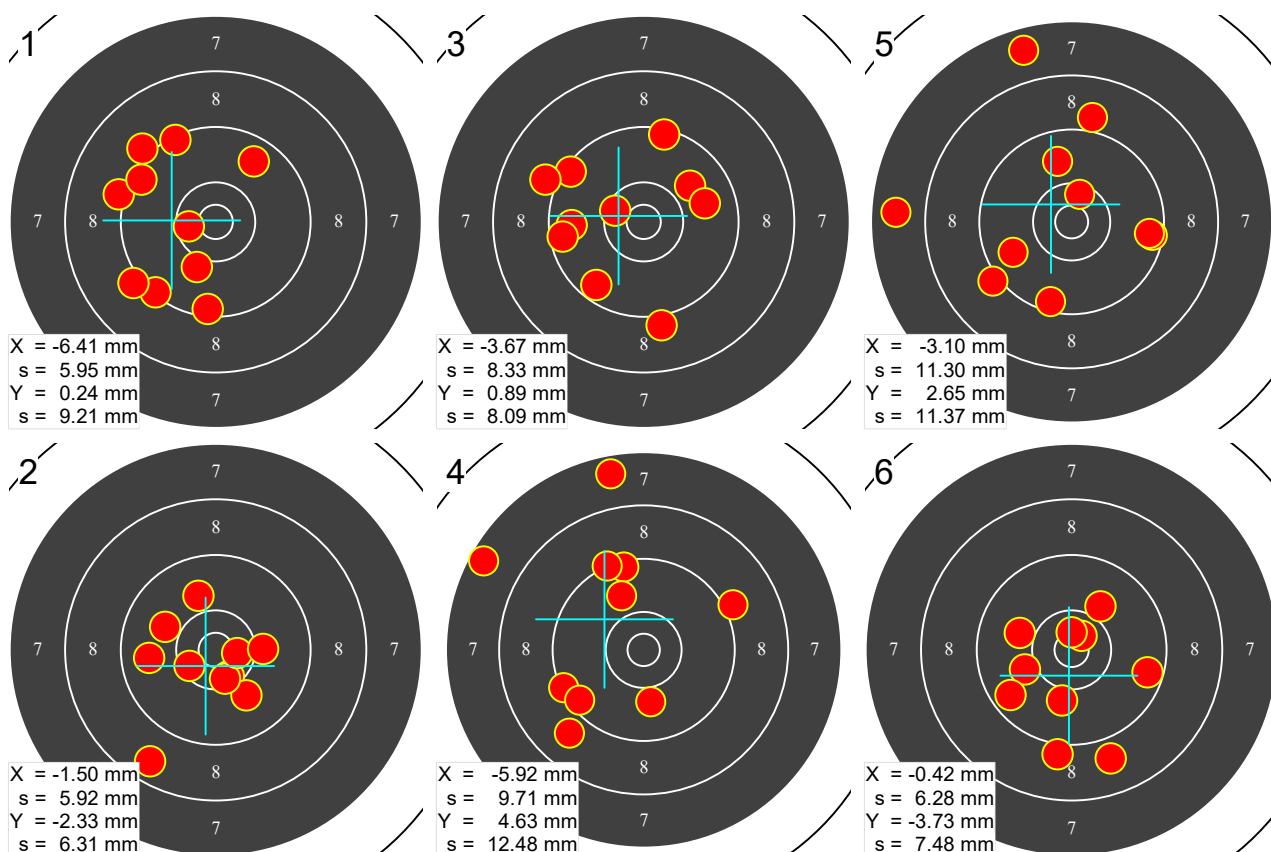 1
7
8
7 8 8 7
8
7
X = -6.41 mm
s = 5.95 mm
Y = 0.24 mm
s = 9.21 mm
3
7
8
7 8 8 7
8
7
X = -3.67 mm
s = 8.33 mm
Y = 0.89 mm
s = 8.09 mm
5
7
8
7 8 8 7
8
7
X = -3.10 mm
s = 11.30 mm
Y = 2.65 mm
s = 11.37 mm
2
7
8
7 8 8 7
8
7
X = -1.50 mm
s = 5.92 mm
Y = -2.33 mm
s = 6.31 mm
4
7
8
7 8 8 7
8
7
X = -5.92 mm
s = 9.71 mm
Y = 4.63 mm
s = 12.48 mm
6
7
8
7 8 8 7
8
7
X = -0.42 mm
s = 6.28 mm
Y = -3.73 mm
s = 7.48 mm